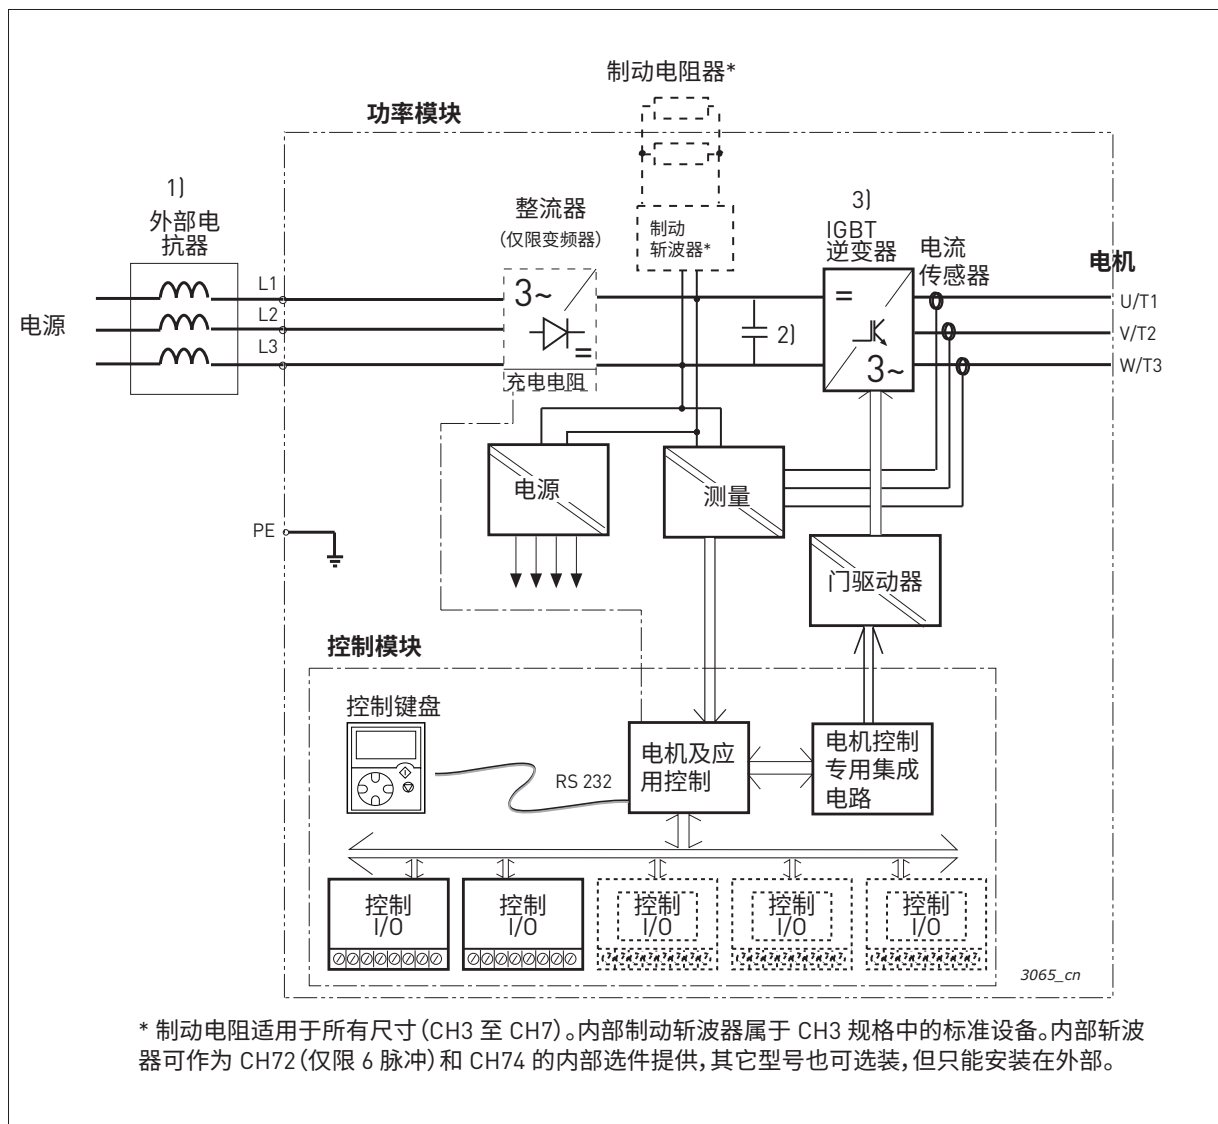 制动电阻器*
功率模块
1)
外部电
抗器
整流器
(仅限变频器)
制动
斩波器*
3)
IGBT
逆变器
电流
传感器
电机
L1
3~
=
U/T1
电源
L2
2)
V/T2
L3
=
3~
W/T3
充电电阻
电源
测量
PE
门驱动器
控制模块
控制键盘
电机及应
用控制
电机控制
专用集成
电路
RS 232
控制
I/O
控制
I/O
控制
I/O
控制
I/O
控制
I/O
3065_cn
* 制动电阻适用于所有尺寸(CH3 至 CH7)。内部制动斩波器属于 CH3 规格中的标准设备。内部斩波
器可作为 CH72(仅限 6 脉冲)和 CH74 的内部选件提供,其它型号也可选装,但只能安装在外部。